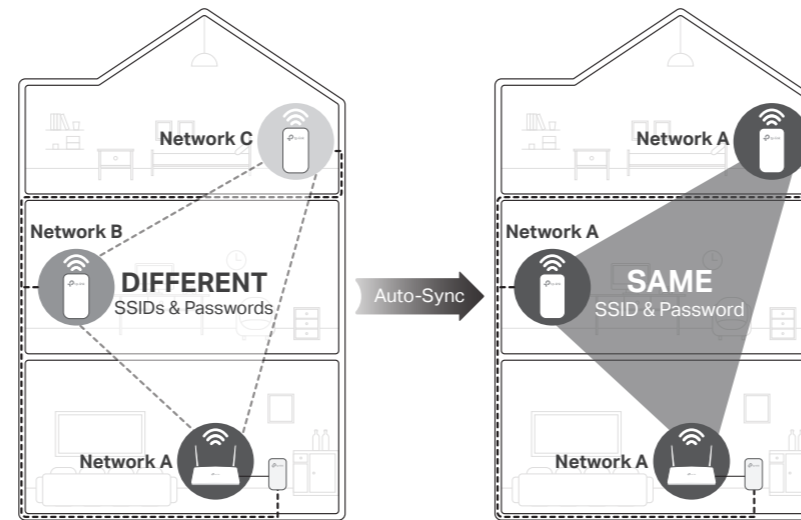 Network C
Network B
DIFFERENT
SSIDs & Passwords
Network A
Auto-Sync
Network A
Network A
SAME
SSID & Password
Network A